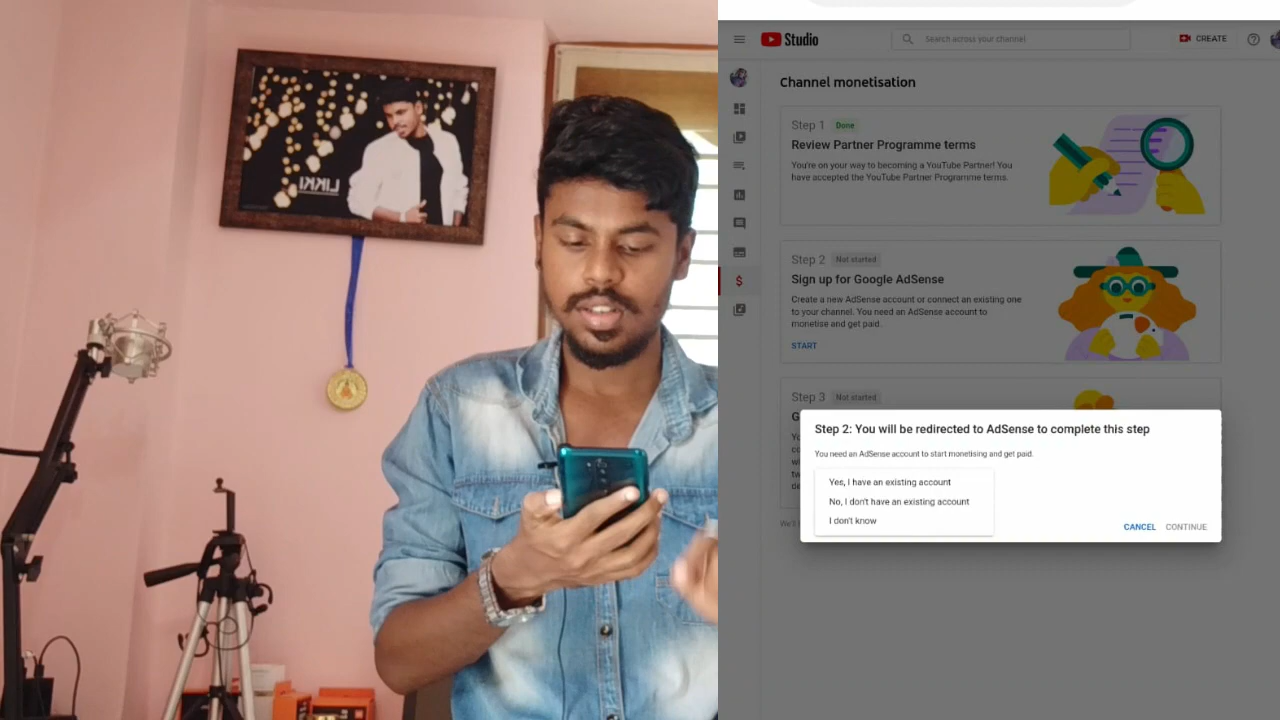 LIKKI
Studio
Search across your channel
CREATE
Channel monetisation
Step 1 Done
Review Partner Programme terms
You're on your way to becoming a YouTube Partner! You
have accepted the YouTube Partner Programme terms.
Step 2 Not started
Sign up for Google AdSense
Create a new AdSense account or connect an existing one
to your channel. You need an AdSense account to
monetise and get paid.
START
Step 3 Not started
Step 2: You will be redirected to AdSense to complete this step
You need an AdSense account to start monetising and get paid.
Yes, I have an existing account
No, I don't have an existing account
I don't know
CANCEL CONTINUE